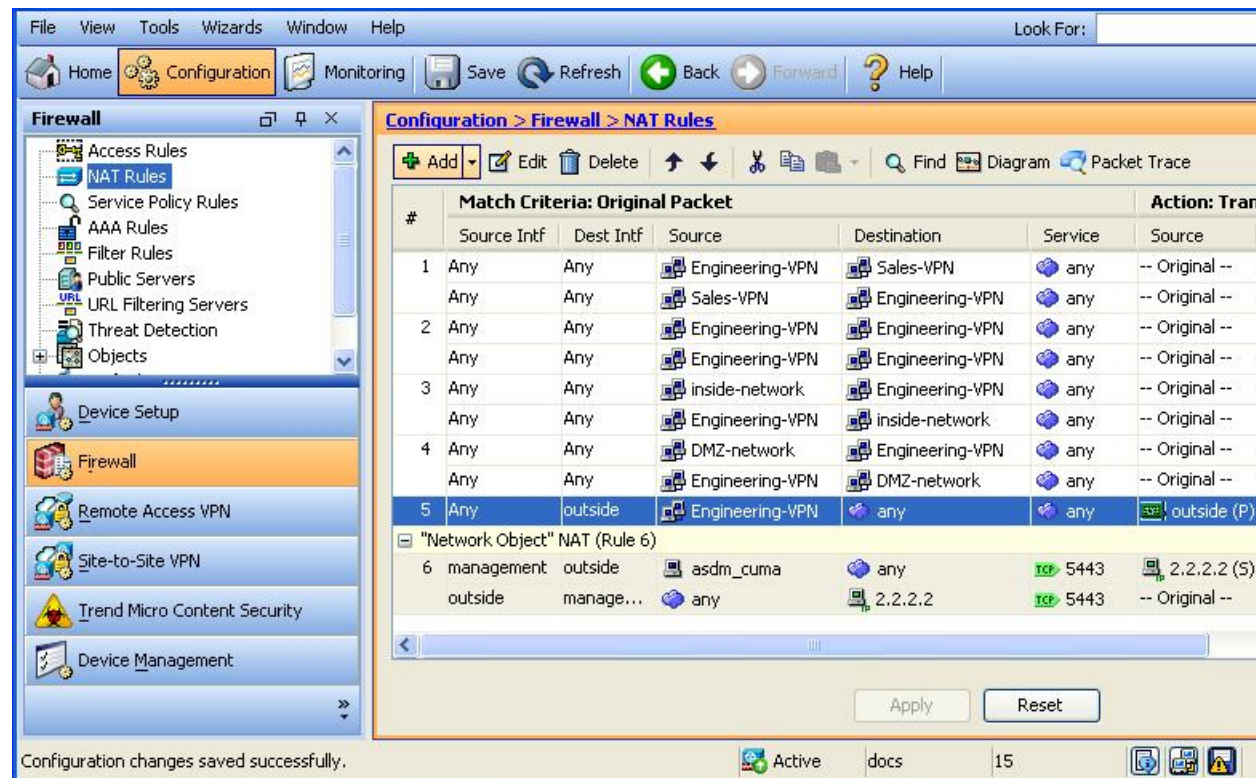 File View Tools Wizards Window Help Look For:
Home Configuration Monitoring Save Refresh Back Forward Help
Firewall
Access Rules
NAT Rules
Service Policy Rules
AAA Rules
Filter Rules
Public Servers
URL URL Filtering Servers
Threat Detection
Objects
Device Setup
Firewall
Remote Access VPN
Site-to-Site VPN
Trend Micro Content Security
Device Management
Configuration > Firewall > NAT Rules
Add Edit Delete Find Diagram Packet Trace
# Match Criteria: Original Packet Action: Tran
Source Intf Dest Intf Source Destination Service Source
1 Any Any Engineering-VPN Sales-VPN any -- Original --
Any Any Sales-VPN Engineering-VPN any -- Original --
2 Any Any Engineering-VPN Engineering-VPN any -- Original --
Any Any Engineering-VPN Engineering-VPN any -- Original --
3 Any Any inside-network Engineering-VPN any -- Original --
Any Any Engineering-VPN inside-network any -- Original --
4 Any Any DMZ-network Engineering-VPN any -- Original --
Any Any Engineering-VPN DMZ-network any -- Original --
5 Any outside Engineering-VPN any any outside (P)
"Network Object" NAT (Rule 6)
6 management outside asdm_cuma any TCP 5443 2.2.2.2 (S)
outside manage... any 2.2.2.2 TCP 5443 -- Original --
Apply Reset
Configuration changes saved successfully. Active docs 15